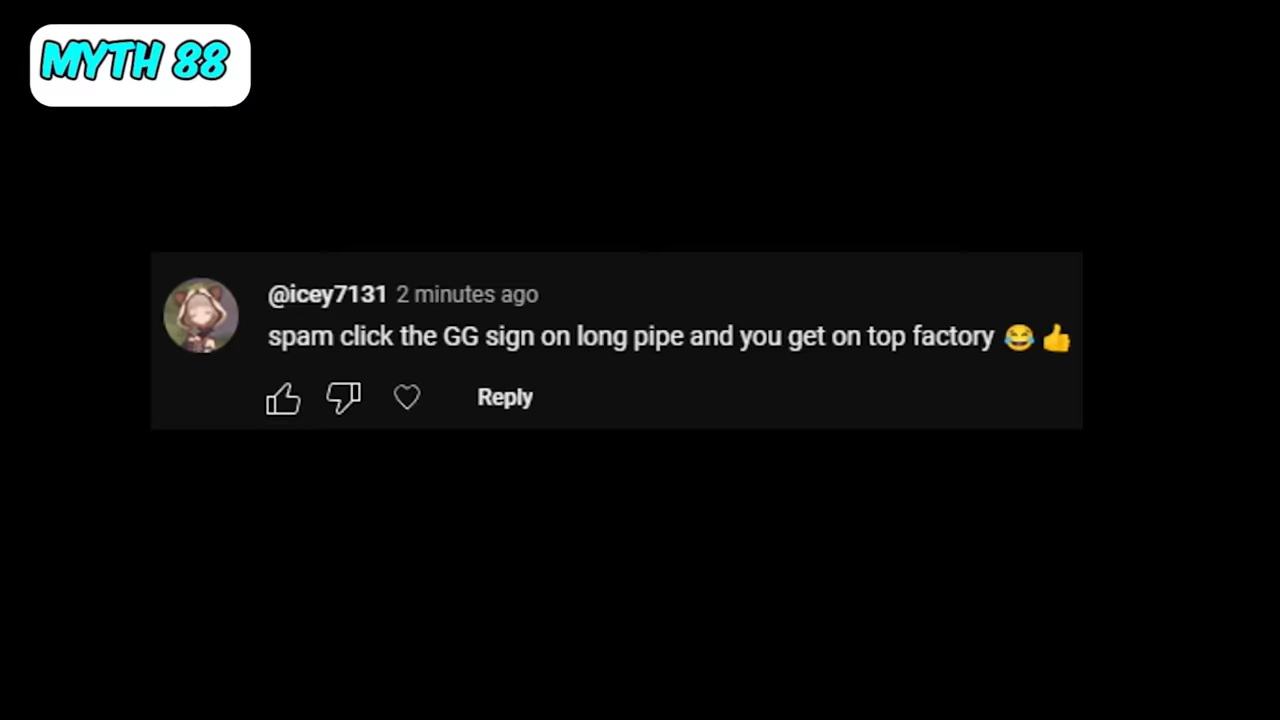 MYTH 88
@icey7131 2 minutes ago
spam click the GG sign on long pipe and you get on top factory 😂👍
Reply